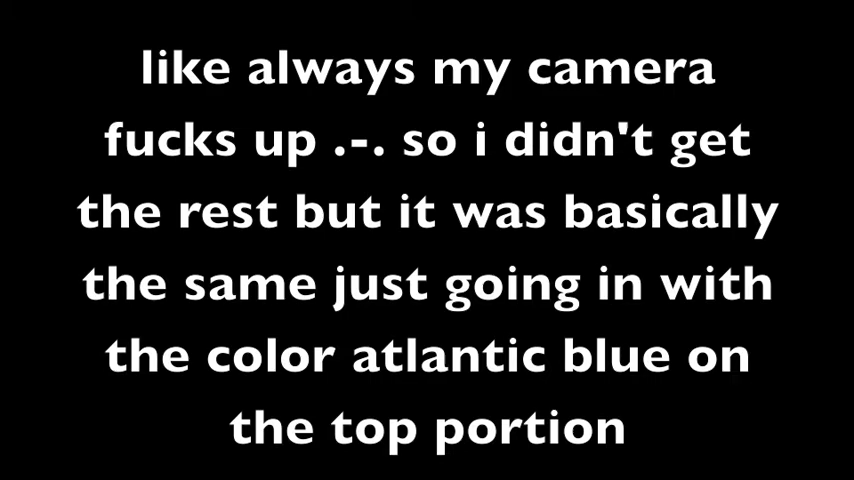 like always my camera
fucks up .-. so i didn't get
the rest but it was basically
the same just going in with
the color atlantic blue on
the top portion